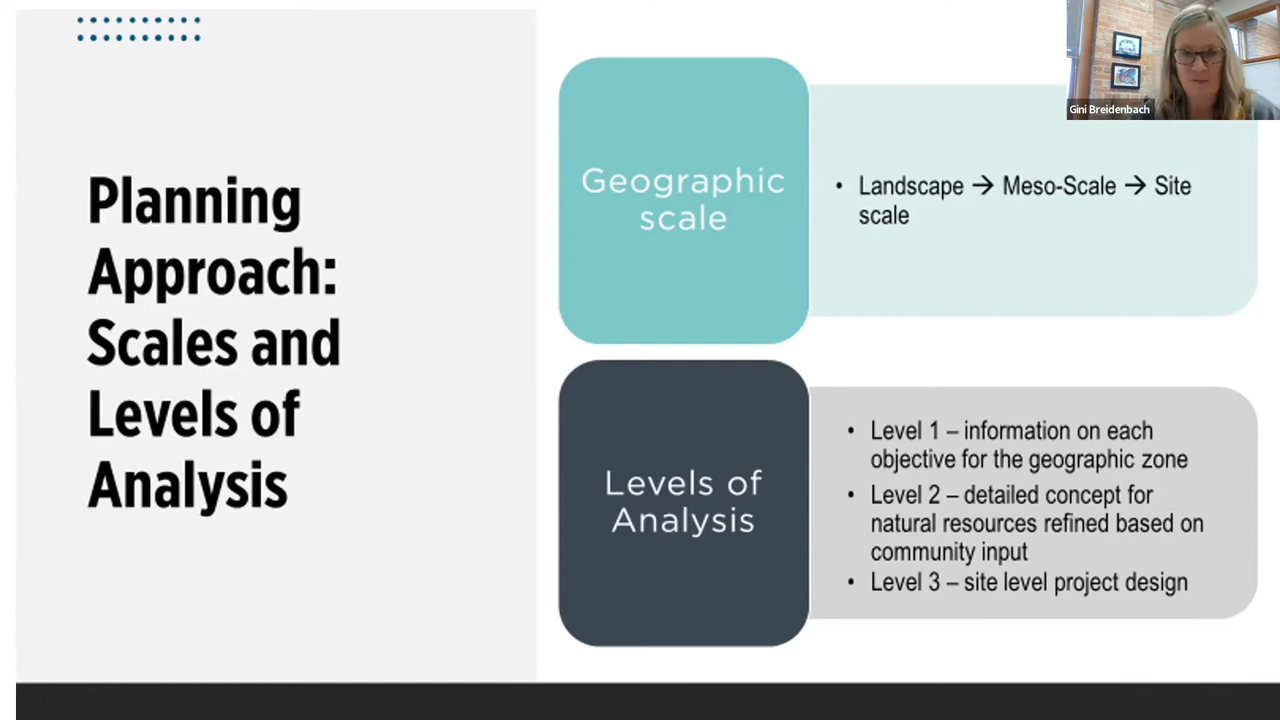 Planning
Approach:
Scales and
Levels of
Analysis
Geographic
scale
• Landscape → Meso-Scale → Site
scale
Levels of
Analysis
• Level 1 – information on each
objective for the geographic zone
• Level 2 – detailed concept for
natural resources refined based on
community input
• Level 3 – site level project design
Gini Breidenbach